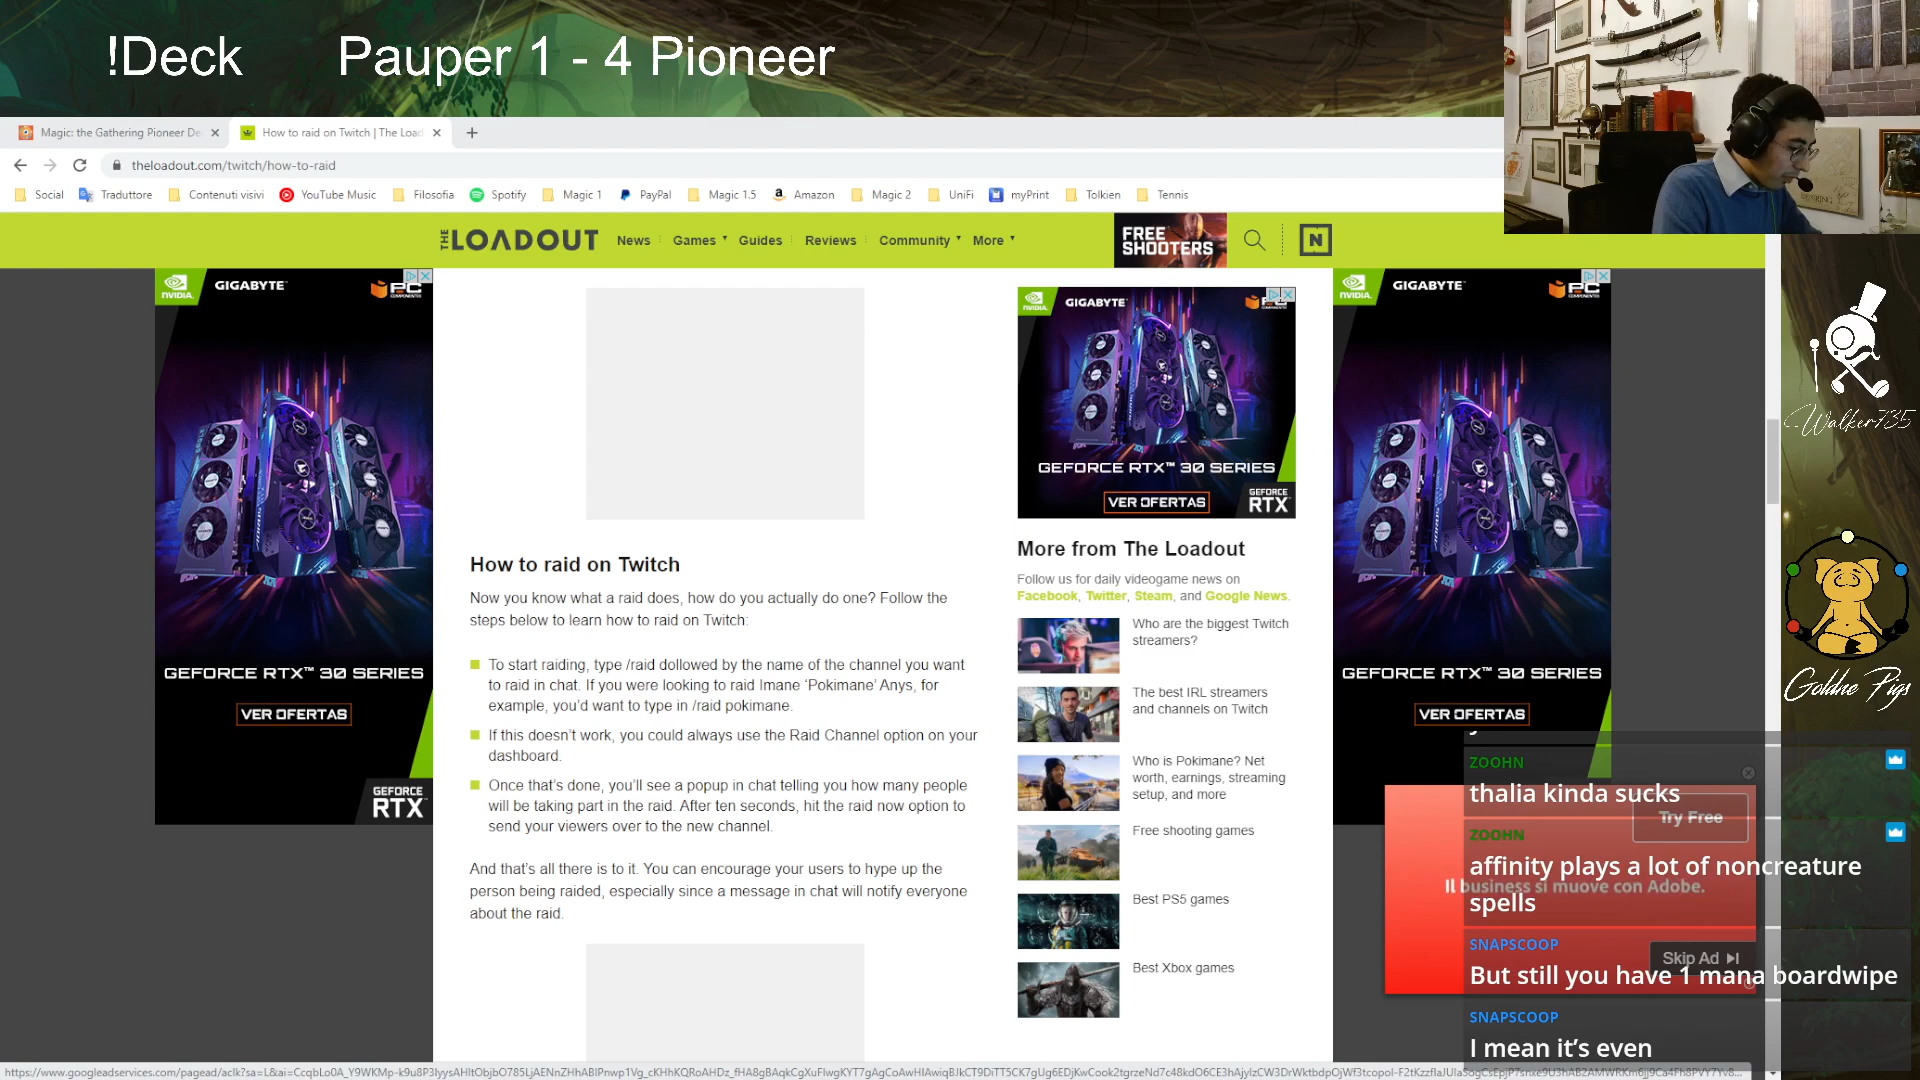 !Deck Pauper 1 - 4 Pioneer
Magic: the Gathering Pioneer De
How to raid on Twitch | The Load
theloadout.com/twitch/how-to-raid
Social Traduttore Contenuti visivi YouTube Music Filosofia Spotify Magic 1 PayPal Magic 1.5 Amazon Magic 2 UniFi myPrint Tolkien Tennis
THE LOADOUT News Games Guides Reviews Community More
FREE
SHOOTERS
N
NVIDIA. GIGABYTE PC COMPONENTES
GEFORCE RTX 30 SERIES
VER OFERTAS
GEFORCE
RTX
How to raid on Twitch
Now you know what a raid does, how do you actually do one? Follow the
steps below to learn how to raid on Twitch:
To start raiding, type /raid dollowed by the name of the channel you want
to raid in chat. If you were looking to raid Imane ‘Pokimane’ Anys, for
example, you’d want to type in /raid pokimane.
If this doesn’t work, you could always use the Raid Channel option on your
dashboard.
Once that’s done, you’ll see a popup in chat telling you how many people
will be taking part in the raid. After ten seconds, hit the raid now option to
send your viewers over to the new channel.
And that’s all there is to it. You can encourage your users to hype up the
person being raided, especially since a message in chat will notify everyone
about the raid.
NVIDIA. GIGABYTE PC COMPONENTES
GEFORCE RTX™ 30 SERIES
VER OFERTAS
GEFORCE
RTX
More from The Loadout
Follow us for daily videogame news on
Facebook, Twitter, Steam, and Google News.
Who are the biggest Twitch
streamers?
The best IRL streamers
and channels on Twitch
Who is Pokimane? Net
worth, earnings, streaming
setup, and more
Free shooting games
Best PS5 games
Best Xbox games
NVIDIA. GIGABYTE PC COMPONENTES
GEFORCE RTX™ 30 SERIES
VER OFERTAS
Walker735
Goldne Pigs
ZOOHN
thalia kinda sucks
Try Free
ZOOHN
affinity plays a lot of noncreature
spells
Il business si muove con Adobe.
SNAPSCOOP
Skip Ad
But still you have 1 mana boardwipe
SNAPSCOOP
I mean it’s even